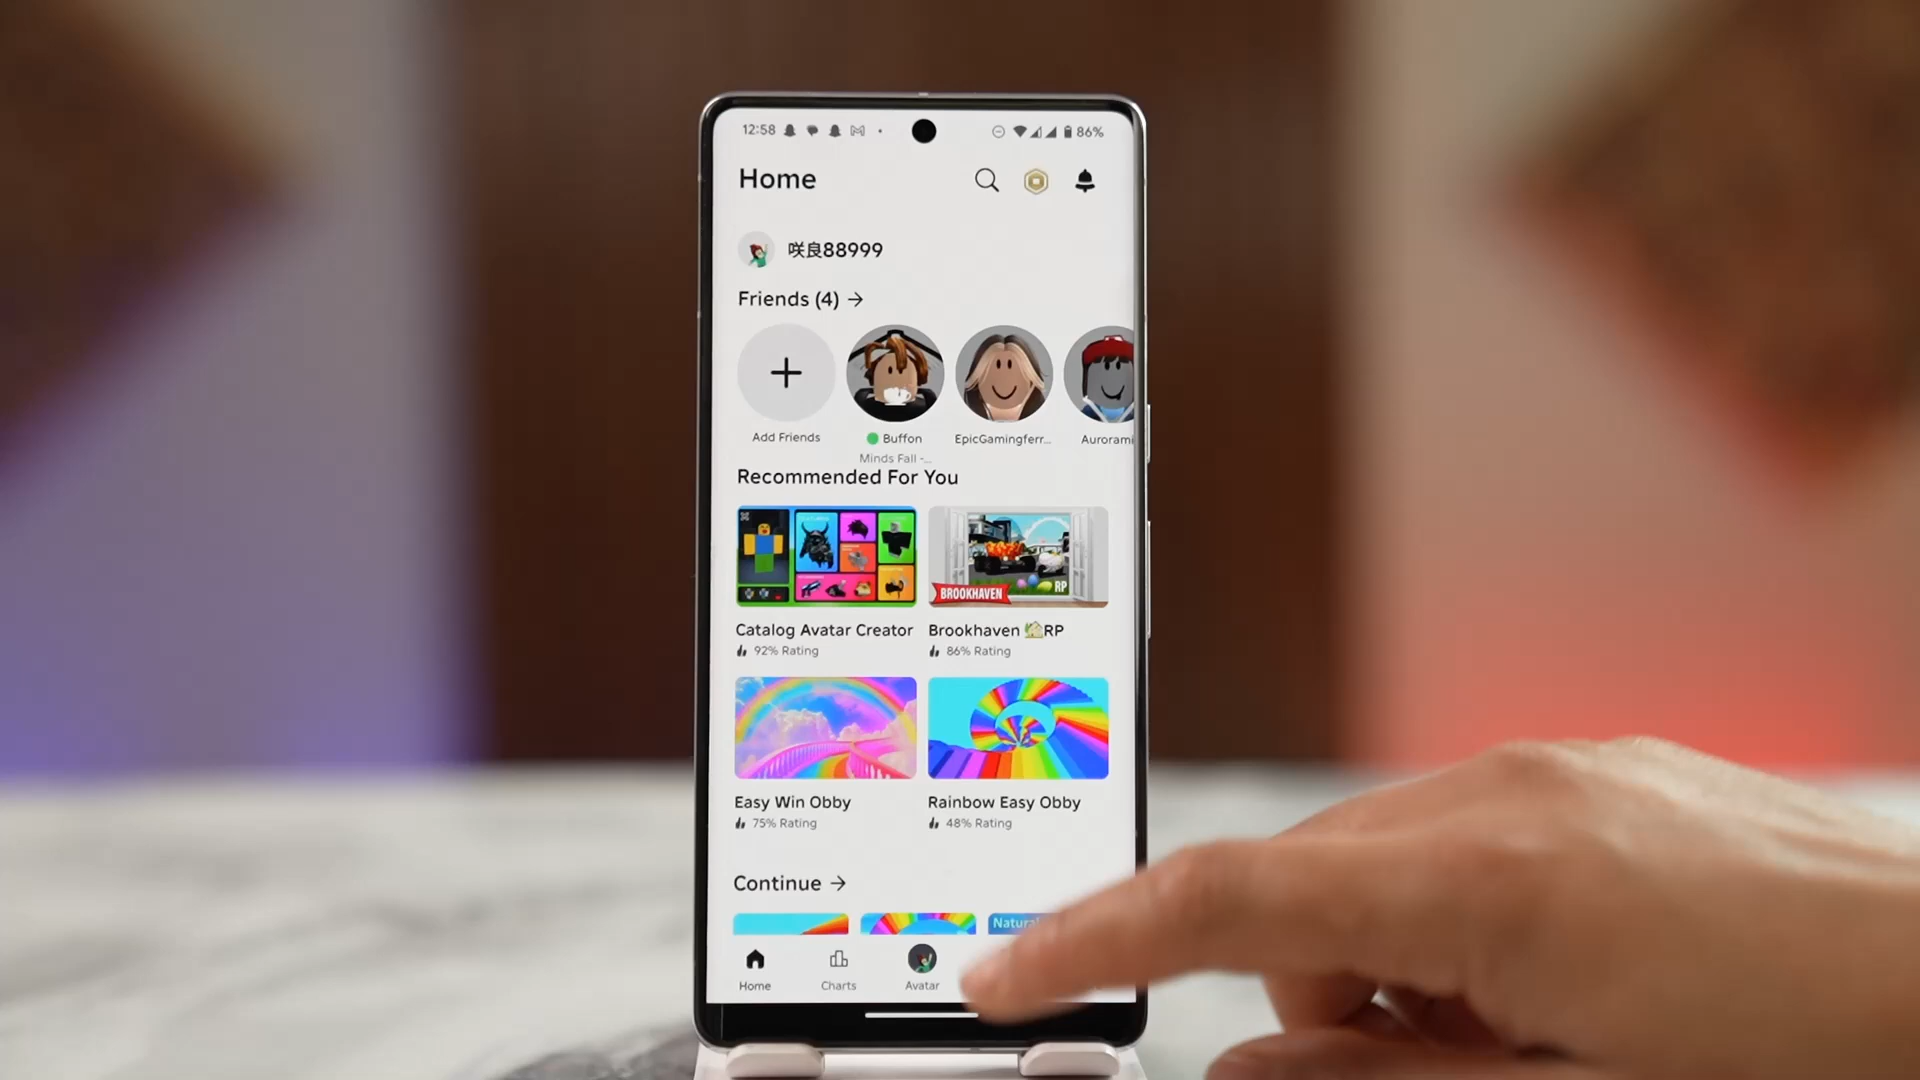 12:58
86%
Home
咲良88999
Friends (4) →
Add Friends
Buffon
EpicGamingferr...
Aurorami
Minds Fall -...
Recommended For You
BROOKHAVEN
RP
Catalog Avatar Creator
Brookhaven 🏡RP
92% Rating
86% Rating
Easy Win Obby
Rainbow Easy Obby
75% Rating
48% Rating
Continue →
Natural
Home
Charts
Avatar